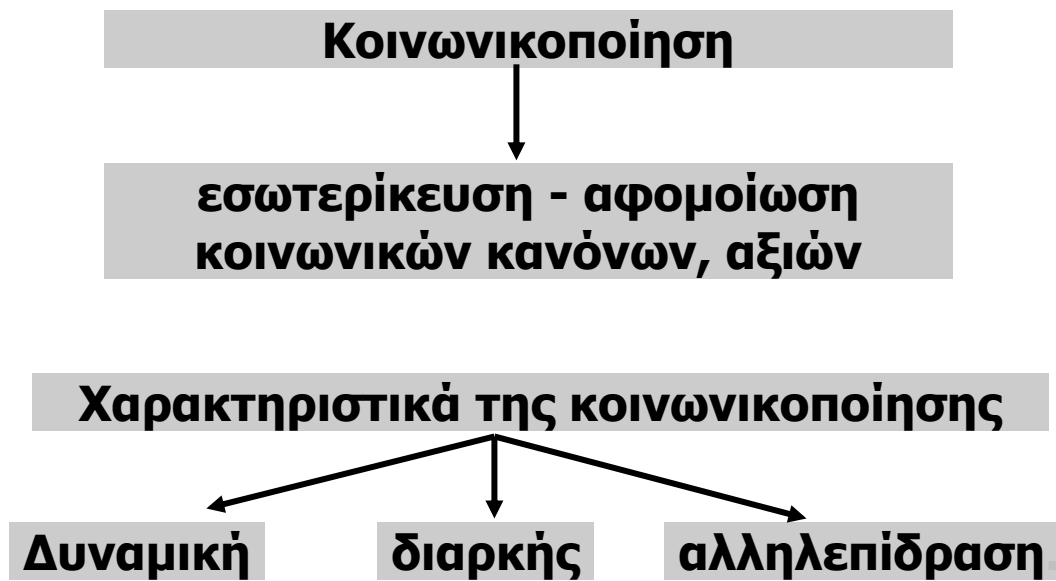 Κοινωνικοποίηση
εσωτερίκευση - αφομοίωση
κοινωνικών κανόνων, αξιών
Χαρακτηριστικά της κοινωνικοποίησης
Δυναμική διαρκής αλληλεπίδραση